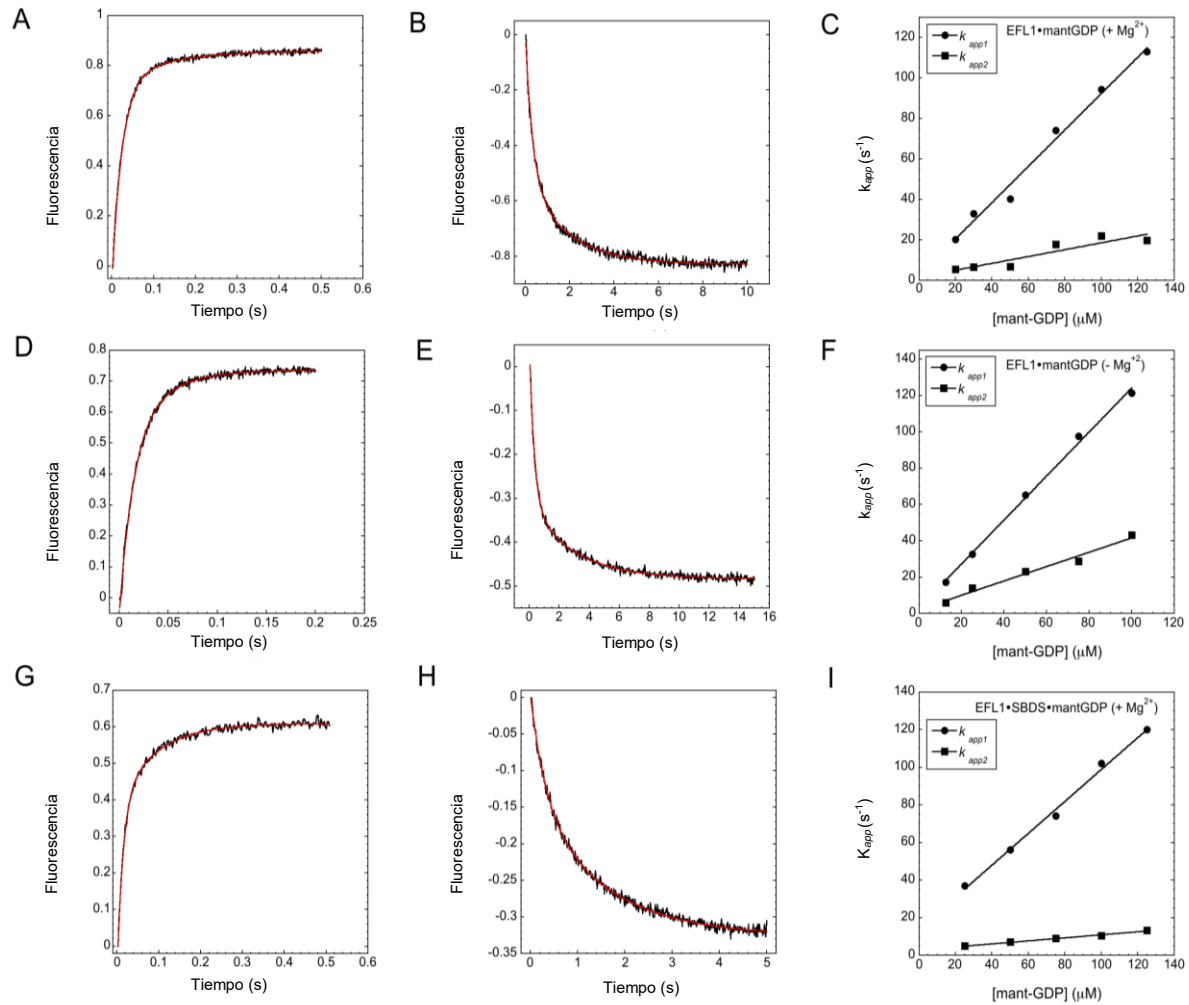 A
Fluorescencia
1
0.8
0.6
0.4
0.2
0
0 0.1 0.2 0.3 0.4 0.5 0.6
Tiempo (s)
B
Fluorescencia
0
-0.2
-0.4
-0.6
-0.8
0 2 4 6 8 10
Tiempo (s)
C
EFL1•mantGDP (+ Mg2+)
k app1
k app2
kapp (s-1)
120
100
80
60
40
20
0
0 20 40 60 80 100 120 140
[mant-GDP] (µM)
D
Fluorescencia
0.8
0.7
0.6
0.5
0.4
0.3
0.2
0.1
0
0 0.05 0.1 0.15 0.2 0.25
Tiempo (s)
E
Fluorescencia
0
-0.1
-0.2
-0.3
-0.4
-0.5
0 2 4 6 8 10 12 14 16
Tiempo (s)
F
EFL1•mantGDP (- Mg+2)
k app1
k app2
kapp (s-1)
140
120
100
80
60
40
20
0
0 20 40 60 80 100 120
[mant-GDP] (µM)
G
Fluorescencia
0.7
0.6
0.5
0.4
0.3
0.2
0.1
0
0 0.1 0.2 0.3 0.4 0.5 0.6
Tiempo (s)
H
Fluorescencia
0
-0.05
-0.1
-0.15
-0.2
-0.25
-0.3
-0.35
0 1 2 3 4 5
Tiempo (s)
I
EFL1•SBDS•mantGDP (+ Mg2+)
k app1
k app2
Kapp (s-1)
140
120
100
80
60
40
20
0
0 20 40 60 80 100 120 140
[mant-GDP] (µM)